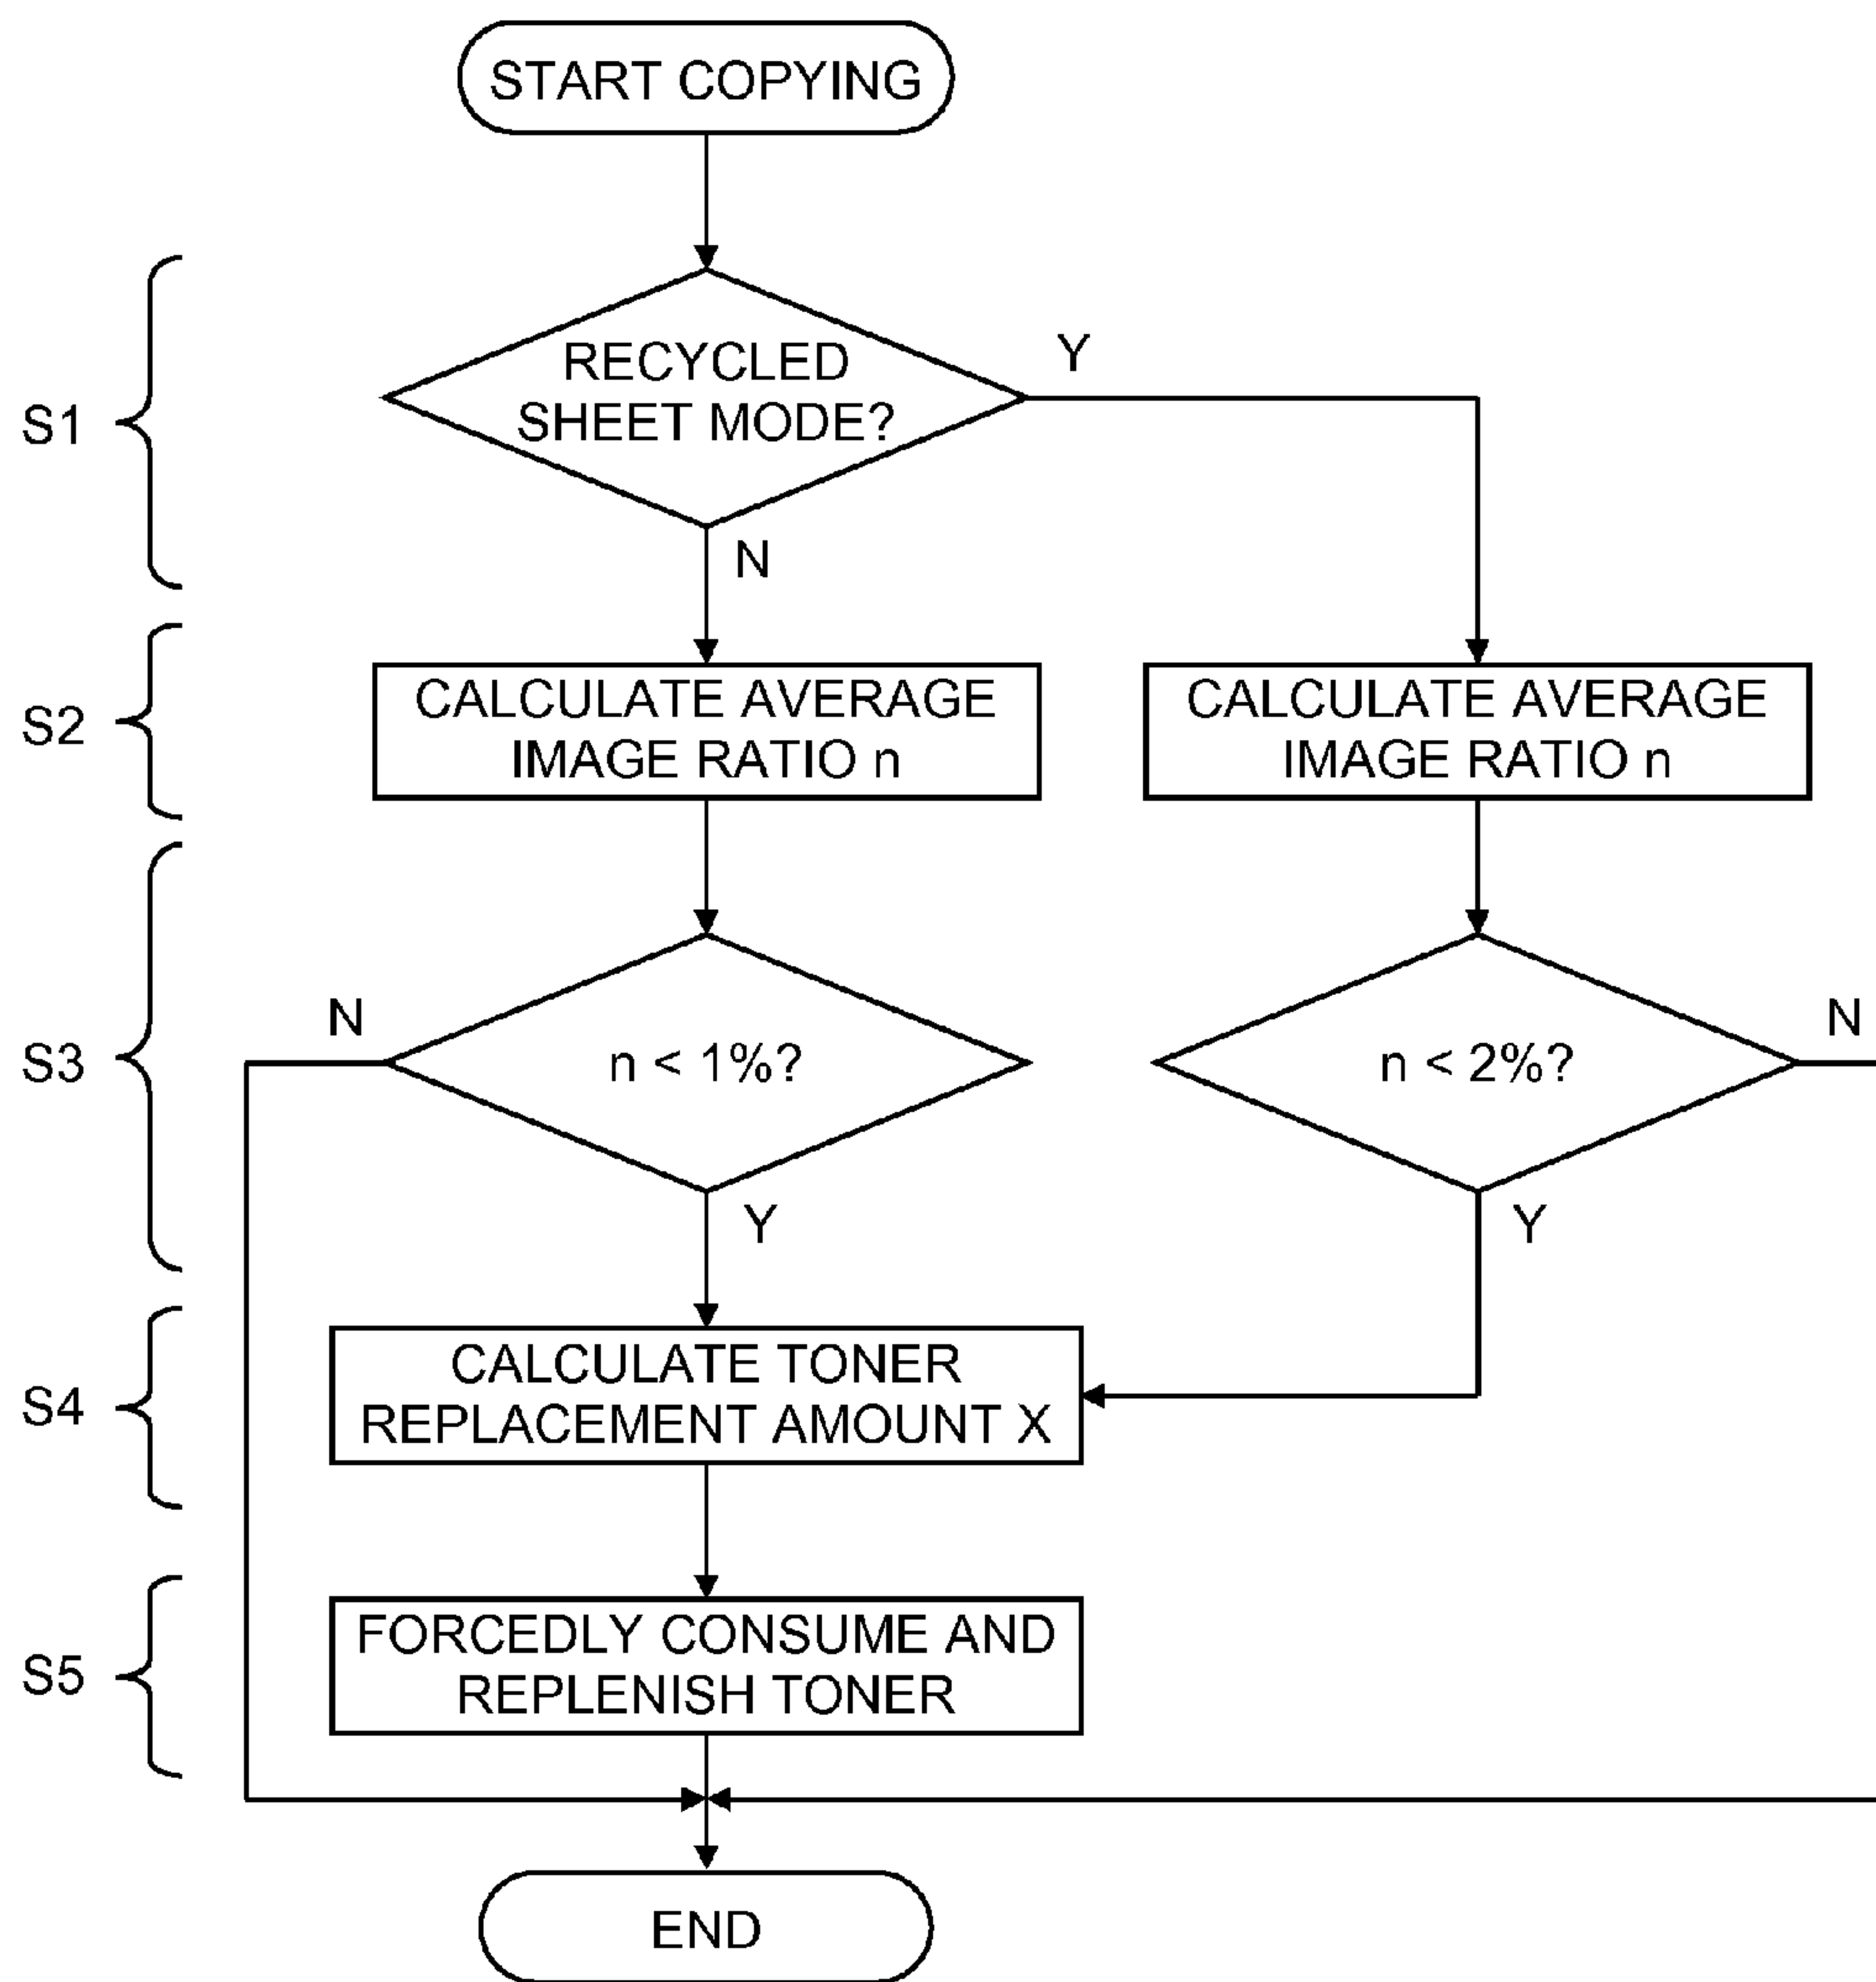 START COPYING
S1
RECYCLED
SHEET MODE?
Y
N
S2
CALCULATE AVERAGE
IMAGE RATIO n
CALCULATE AVERAGE
IMAGE RATIO n
S3
N
n < 1%?
Y
n < 2%?
N
Y
S4
CALCULATE TONER
REPLACEMENT AMOUNT X
S5
FORCEDLY CONSUME AND
REPLENISH TONER
END